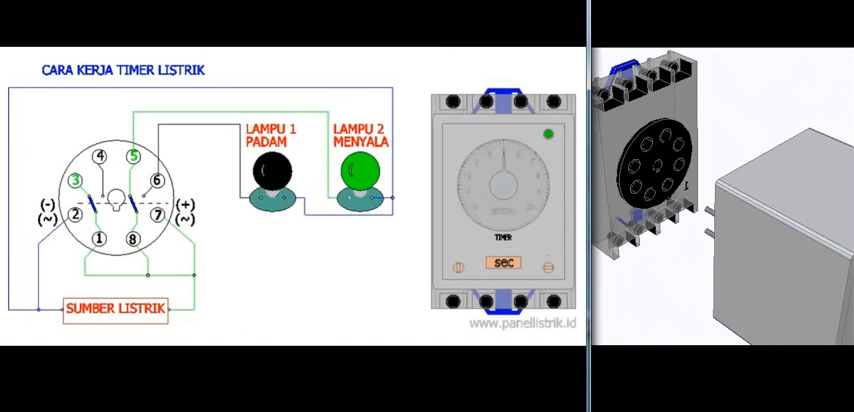 CARA KERJA TIMER LISTRIK
LAMPU 1
PADAM
LAMPU 2
MENYALA
4
5
3
6
(-)
(~)
2
7
(+)
(~)
1
8
SUMBER LISTRIK
TIMER
sec
www.panellistrik.id